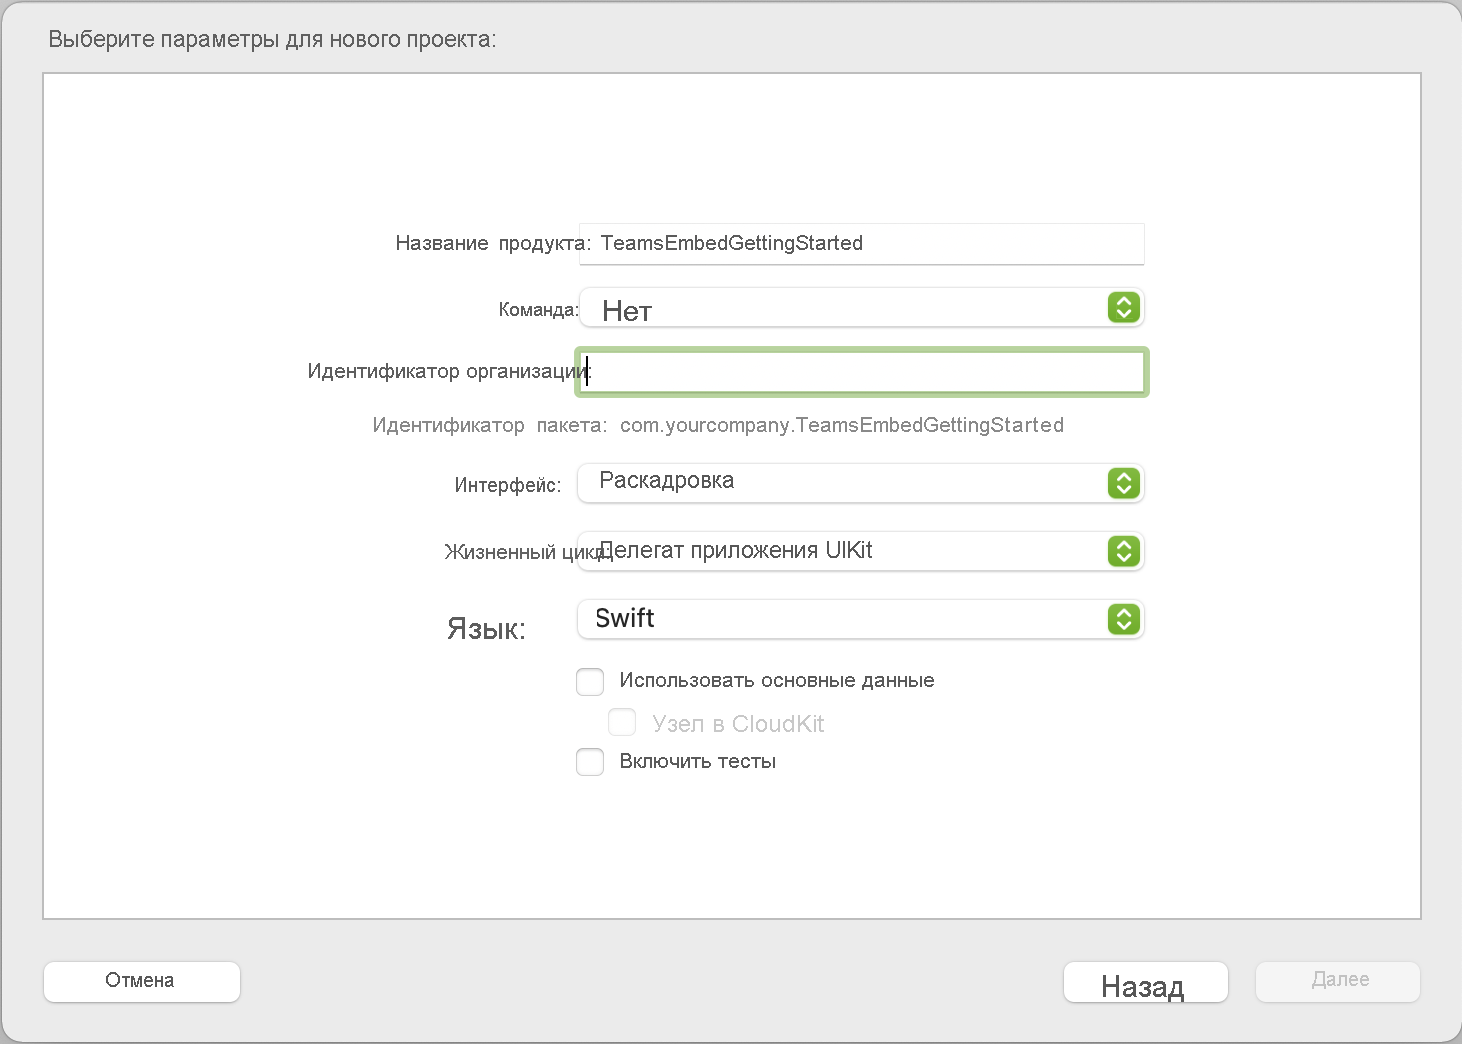 Выберите параметры для нового проекта:
Название продукта: TeamsEmbedGettingStarted
Команда: Нет
Идентификатор организации:
Идентификатор пакета: com.yourcompany.TeamsEmbedGettingStarted
Интерфейс: Раскадровка
Жизненный цикл: Делегат приложения UIKit
Язык: Swift
Использовать основные данные
Узел в CloudKit
Включить тесты
Отмена Назад Далее